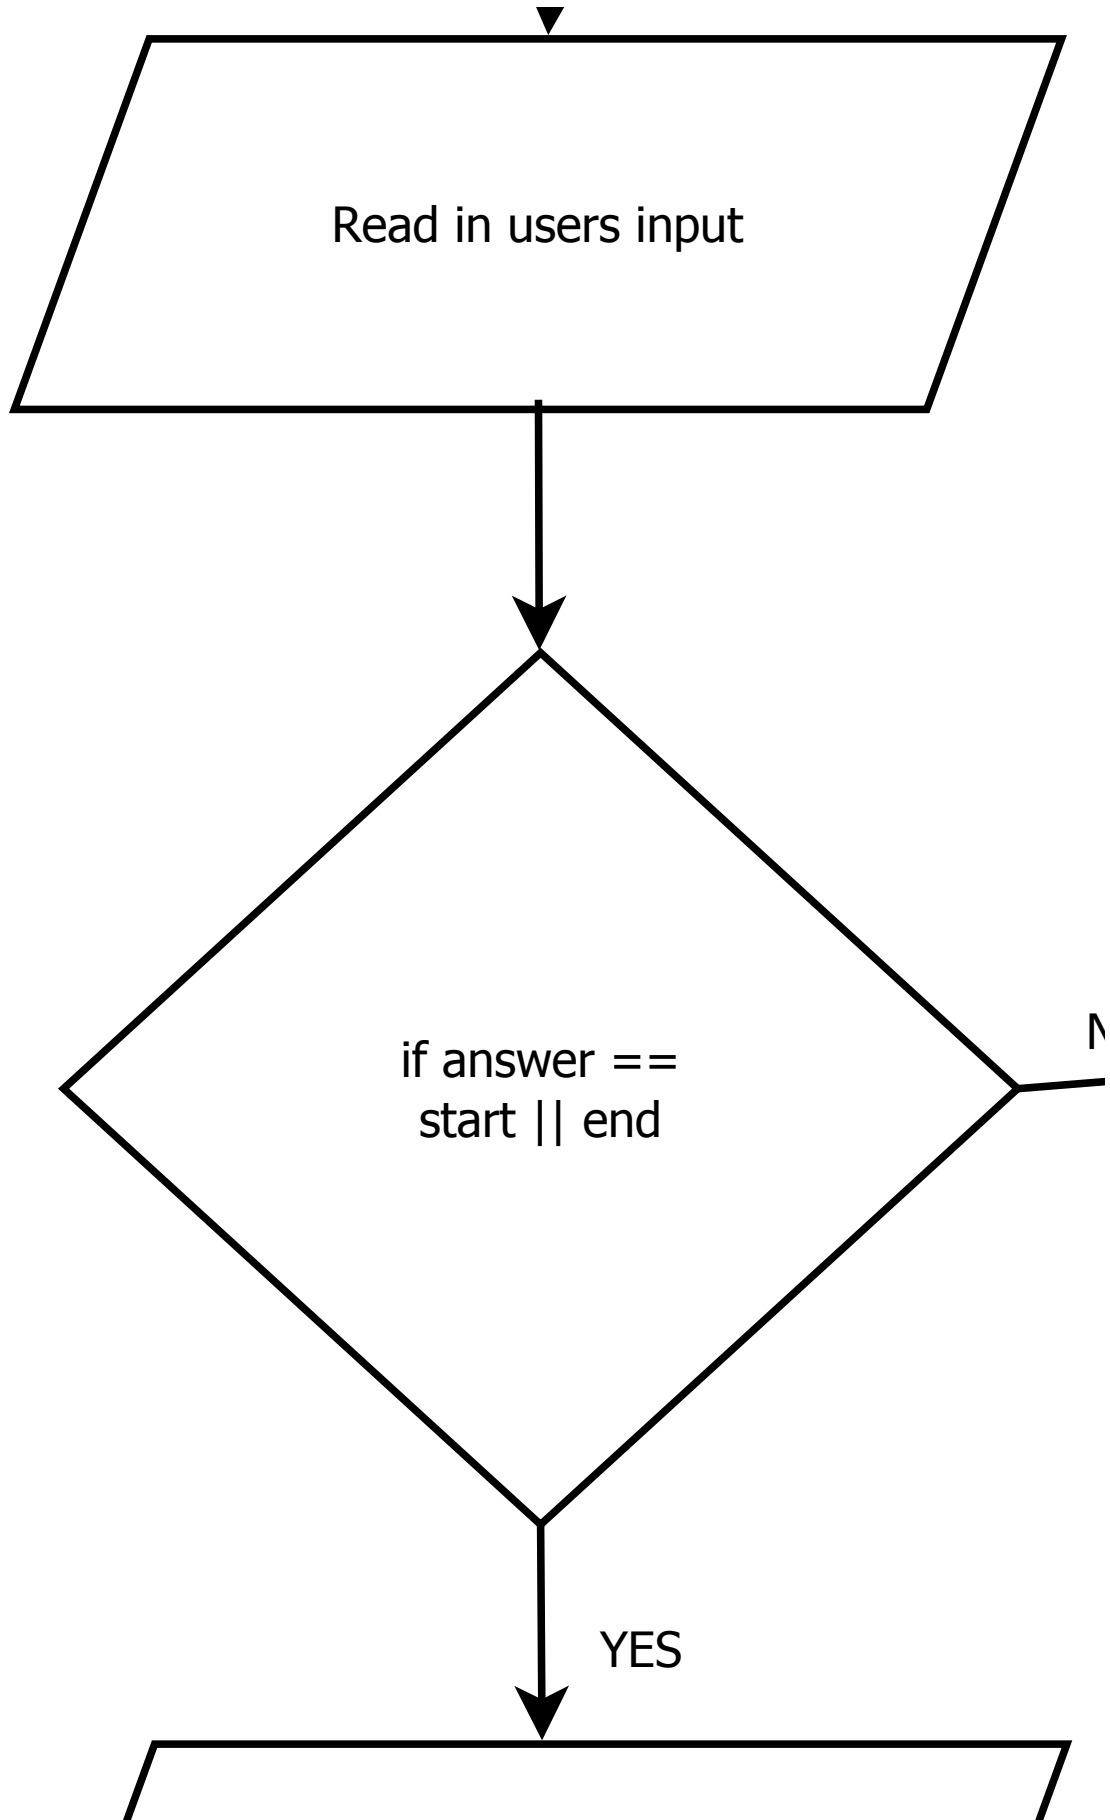 Read in users input
if answer ==
start || end
YES